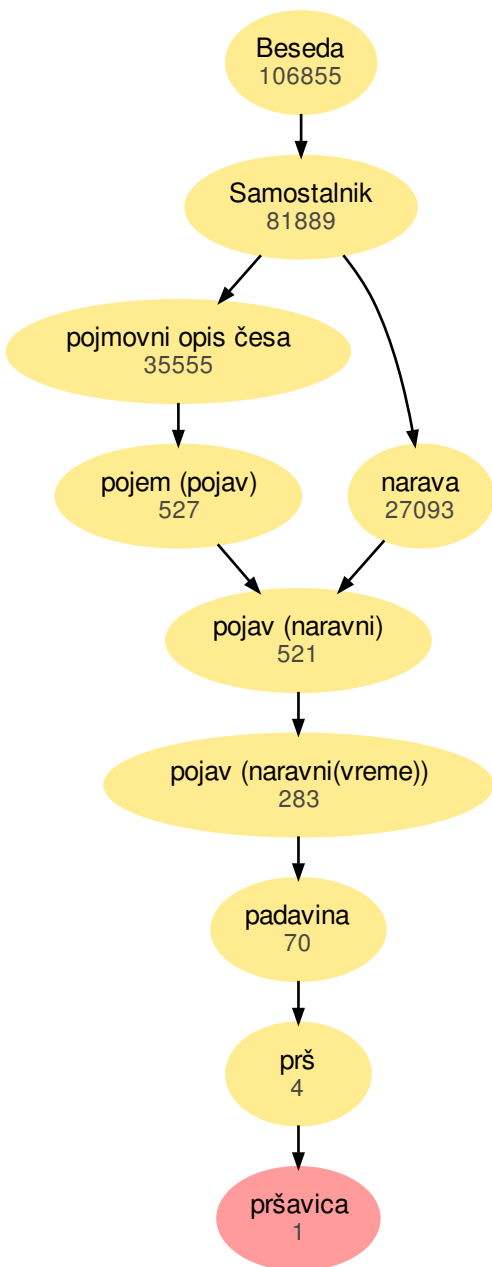 Beseda
106855
Samostalnik
81889
pojmovni opis česa
35555
pojem (pojav)
527
narava
27093
pojav (naravni)
521
pojav (naravni(vreme))
283
padavina
70
prš
4
pršavica
1